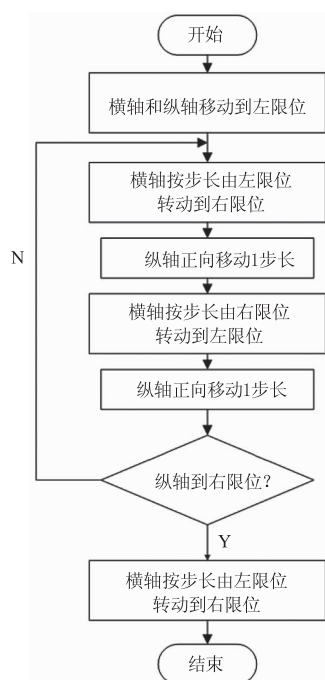 开始
横轴和纵轴移动到左限位
横轴按步长由左限位
转动到右限位
N
纵轴正向移动1步长
横轴按步长由右限位
转动到左限位
纵轴正向移动1步长
纵轴到右限位？
Y
横轴按步长由左限位
转动到右限位
结束